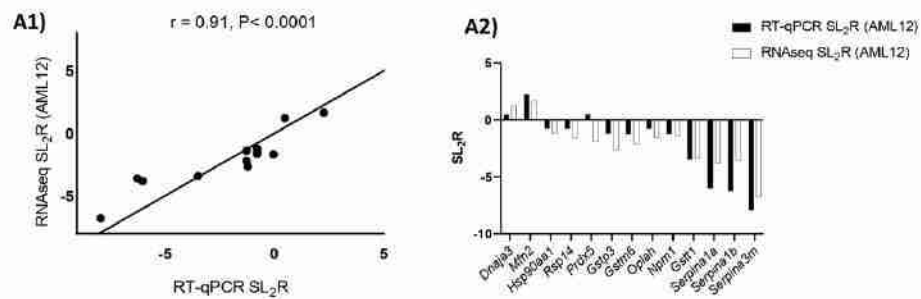 A1)
r = 0.91, P< 0.0001
RNAseq SL₂R (AML12)
5
0
-5
-5
0
5
RT-qPCR SL₂R
A2)
RT-qPCR SL₂R (AML12)
RNAseq SL₂R (AML12)
SL₂R
5
0
-5
-10
Dnaja3
Mfn2
Hsp90aa1
Rsp14
Prdx5
Gstp3
Gstm6
Oplah
Npm1
Gstt1
Serpina1a
Serpina1b
Serpina3m